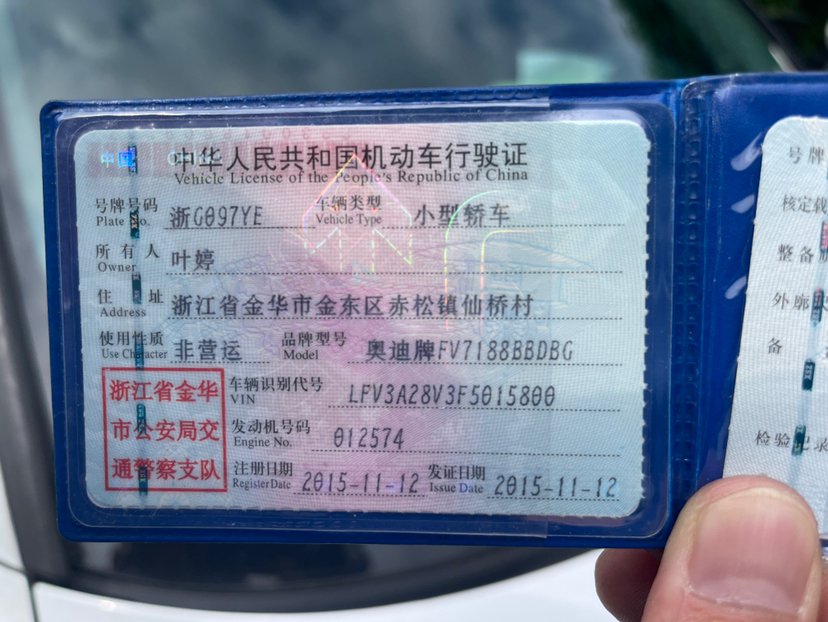 中华人民共和国机动车行驶证
Vehicle License of the People's Republic of China
号牌号码 浙G097YE 车辆类型 小型轿车
Plate No. Vehicle Type
所有人 叶婷
Owner
住址 浙江省金华市金东区赤松镇仙桥村
Address
使用性质 非营运 品牌型号 奥迪牌FV7188BBDBG
Use Character Model
浙江省金华
市公安局交
通警察支队
车辆识别代号 LFV3A28V3F5015800
VIN
发动机号码 012574
Engine No.
注册日期 2015-11-12 发证日期 2015-11-12
Register Date Issue Date
号牌
核定载
整备
外廓
备
检验记录